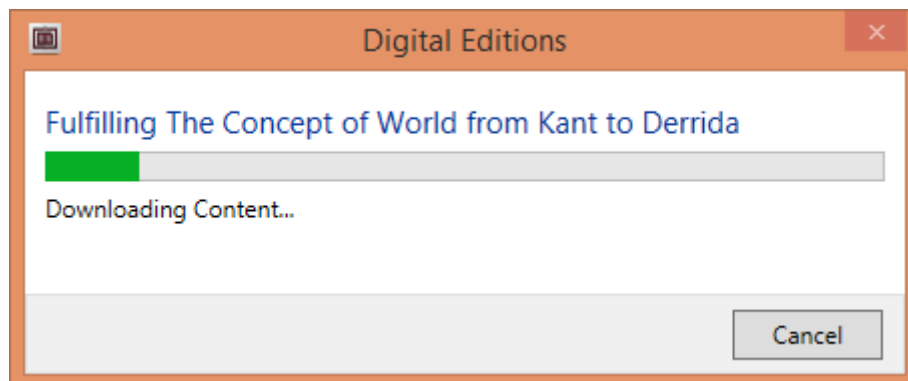 Digital Editions
Fulfilling The Concept of World from Kant to Derrida
Downloading Content...
Cancel